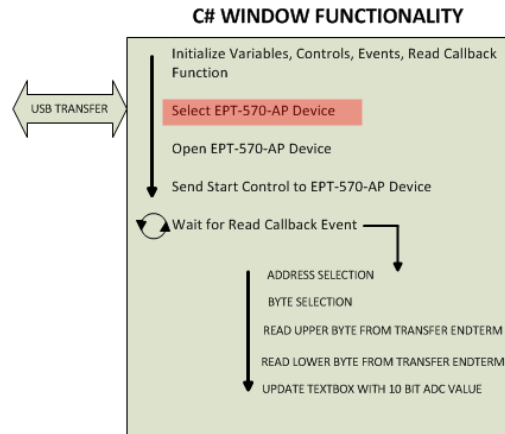 C# WINDOW FUNCTIONALITY
Initialize Variables, Controls, Events, Read Callback
Function
USB TRANSFER
Select EPT-570-AP Device
Open EPT-570-AP Device
Send Start Control to EPT-570-AP Device
Wait for Read Callback Event
ADDRESS SELECTION
BYTE SELECTION
READ UPPER BYTE FROM TRANSFER ENDTERM
READ LOWER BYTE FROM TRANSFER ENDTERM
UPDATE TEXTBOX WITH 10 BIT ADC VALUE